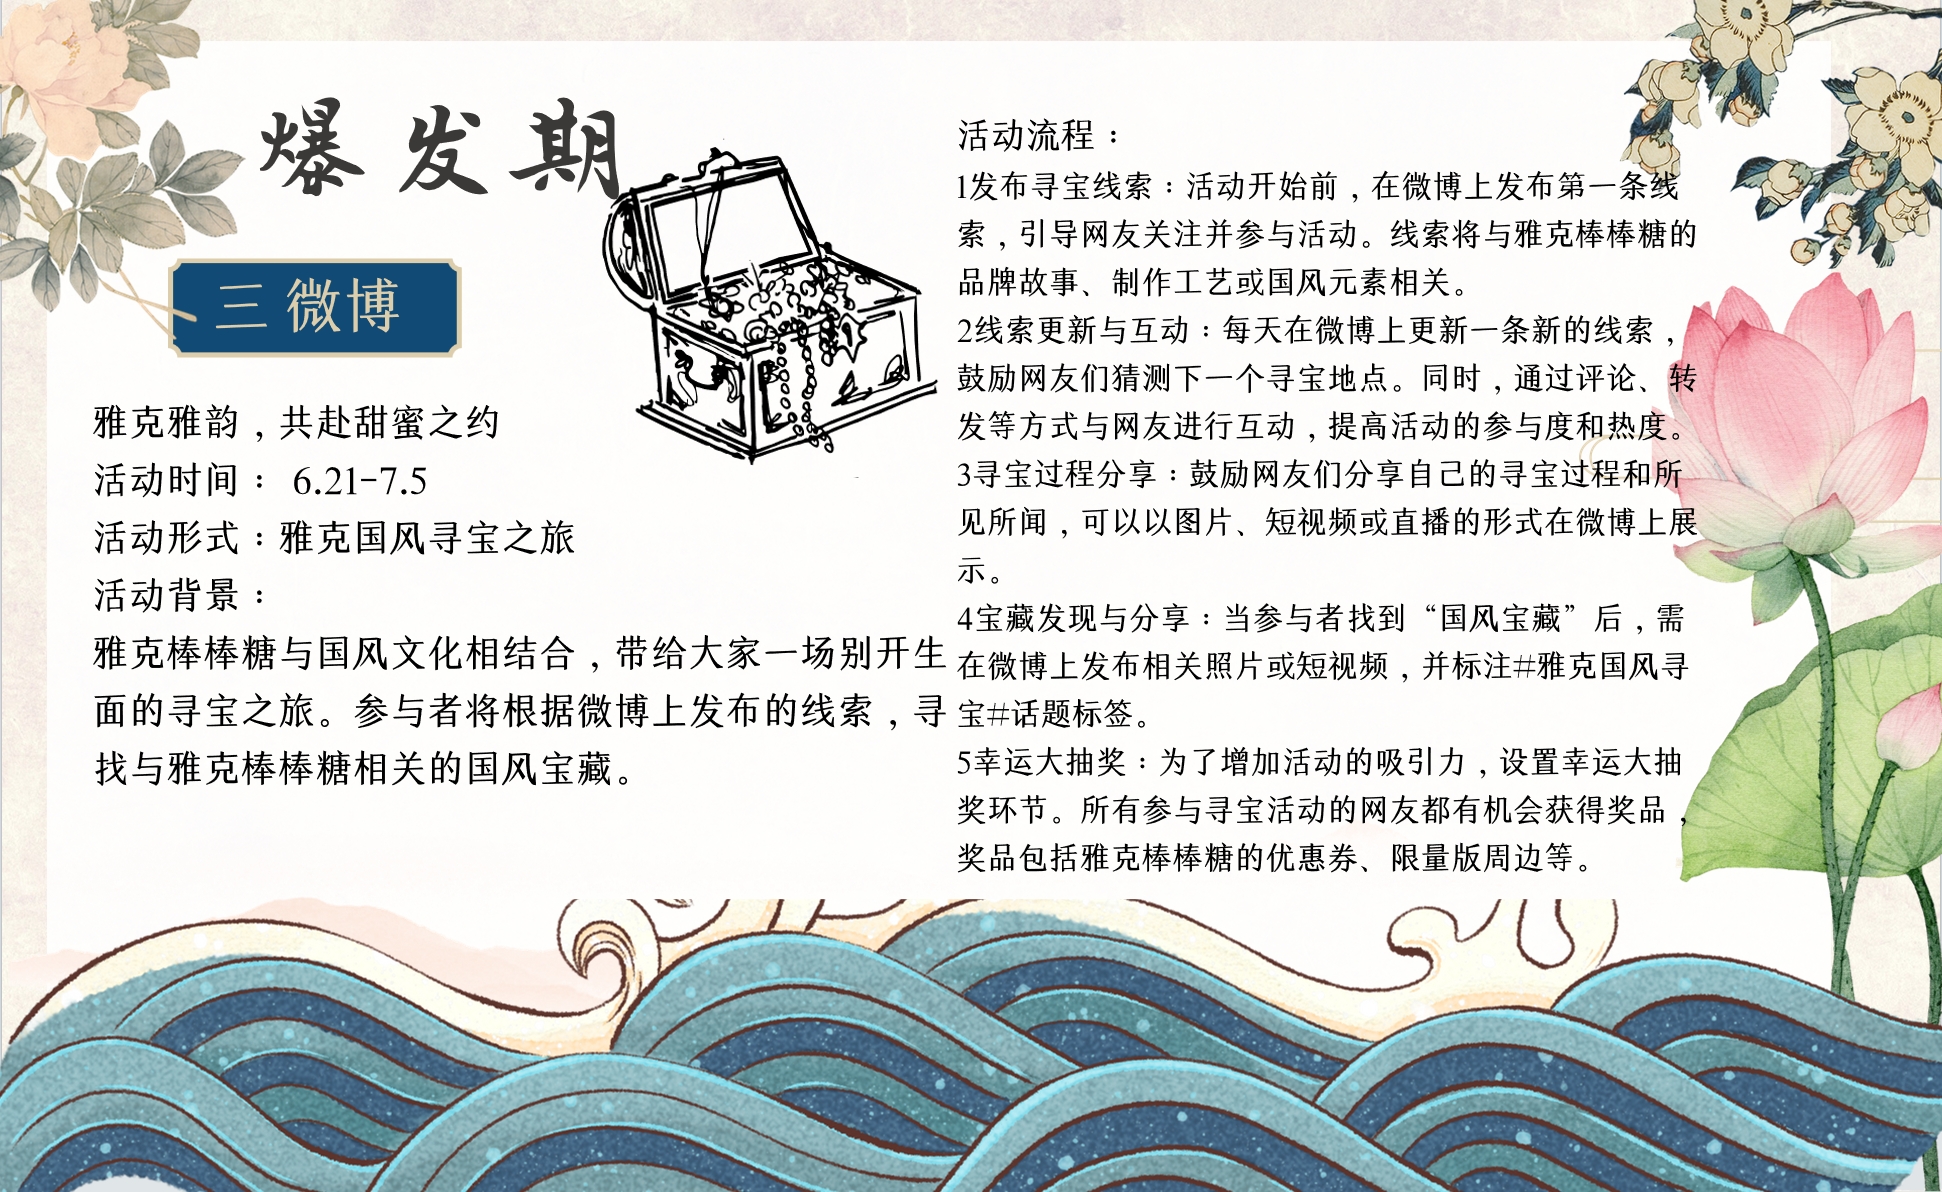 爆发期
三 微博
雅克雅韵，共赴甜蜜之约
活动时间： 6.21-7.5
活动形式：雅克国风寻宝之旅
活动背景：
雅克棒棒糖与国风文化相结合，带给大家一场别开生
面的寻宝之旅。参与者将根据微博上发布的线索，寻
找与雅克棒棒糖相关的国风宝藏。
活动流程：
1发布寻宝线索：活动开始前，在微博上发布第一条线
索，引导网友关注并参与活动。线索将与雅克棒棒糖的
品牌故事、制作工艺或国风元素相关。
2线索更新与互动：每天在微博上更新一条新的线索，
鼓励网友们猜测下一个寻宝地点。同时，通过评论、转
发等方式与网友进行互动，提高活动的参与度和热度。
3寻宝过程分享：鼓励网友们分享自己的寻宝过程和所
见所闻，可以以图片、短视频或直播的形式在微博上展
示。
4宝藏发现与分享：当参与者找到“国风宝藏”后，需
在微博上发布相关照片或短视频，并标注#雅克国风寻
宝#话题标签。
5幸运大抽奖：为了增加活动的吸引力，设置幸运大抽
奖环节。所有参与寻宝活动的网友都有机会获得奖品，
奖品包括雅克棒棒糖的优惠券、限量版周边等。